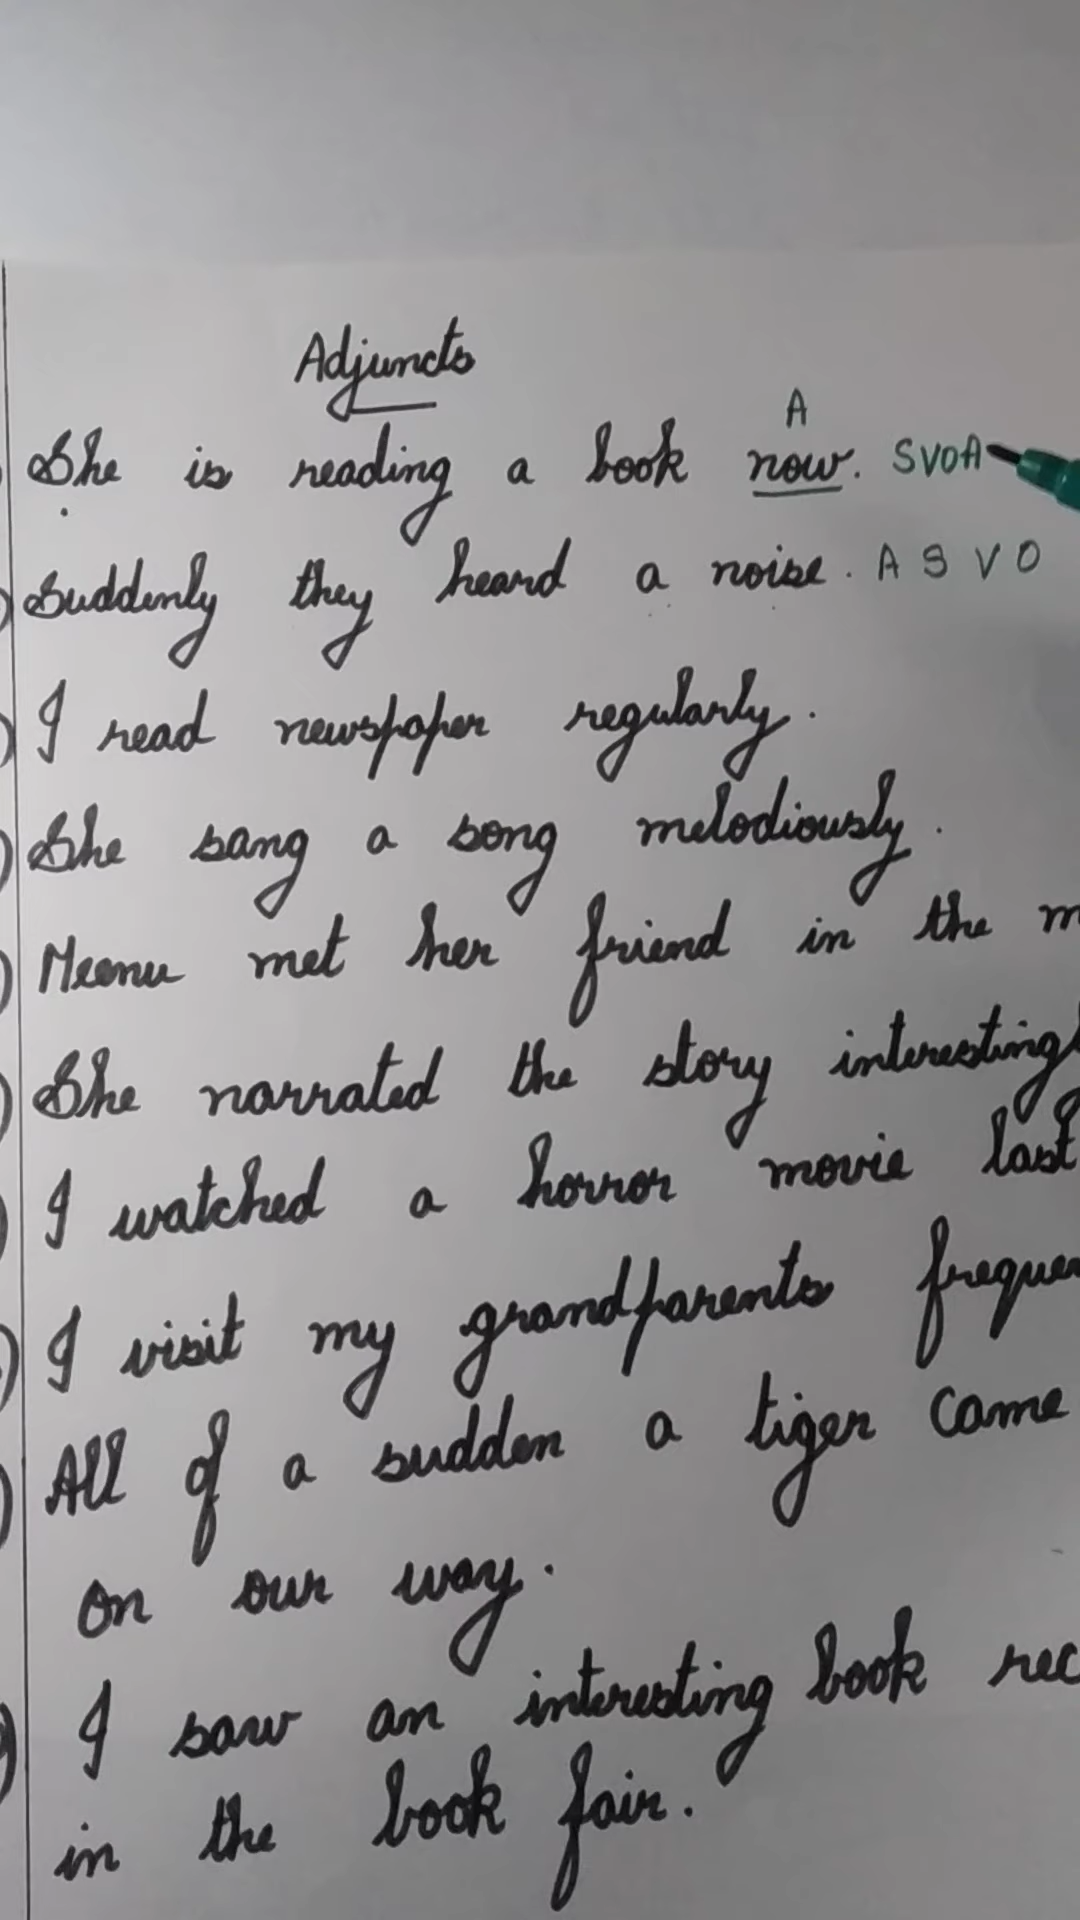 Adjuncts
A
She is reading a book now. SVOA
Suddenly they heard a noise. A S V O
I read newspaper regularly.
She sang a song melodiously.
Meenu met her friend in the
She narrated the story
I watched a horror movie last
I visit my grandparents
All of a sudden a tiger came
on our way.
I saw an interesting book
in the book fair.